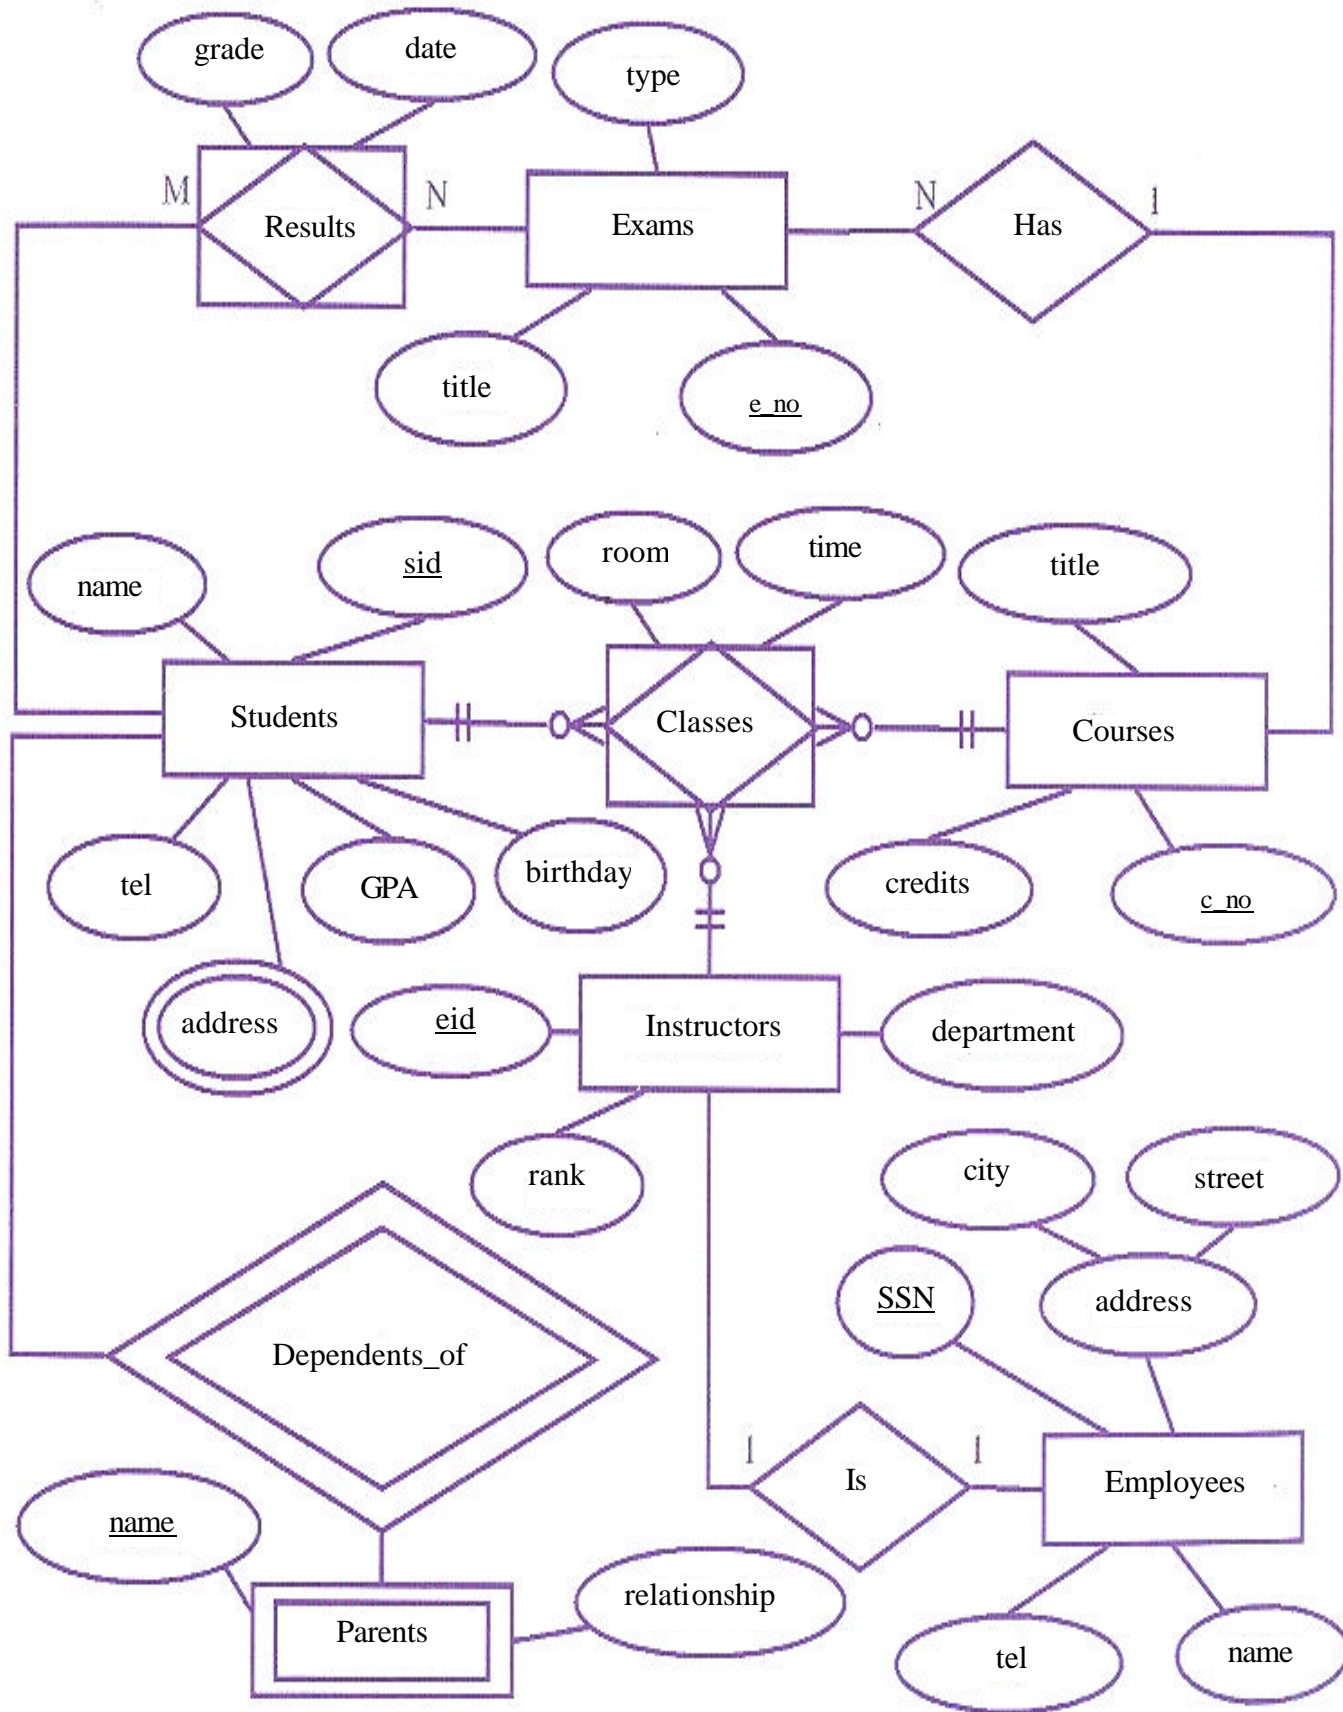 grade
date
type
M
Results
N
Exams
N
Has
1
title
e_no
name
sid
room
time
title
Students
Classes
Courses
tel
GPA
birthday
credits
c_no
address
eid
Instructors
department
rank
city
street
SSN
address
Dependents_of
1
Is
1
Employees
name
Parents
relationship
tel
name